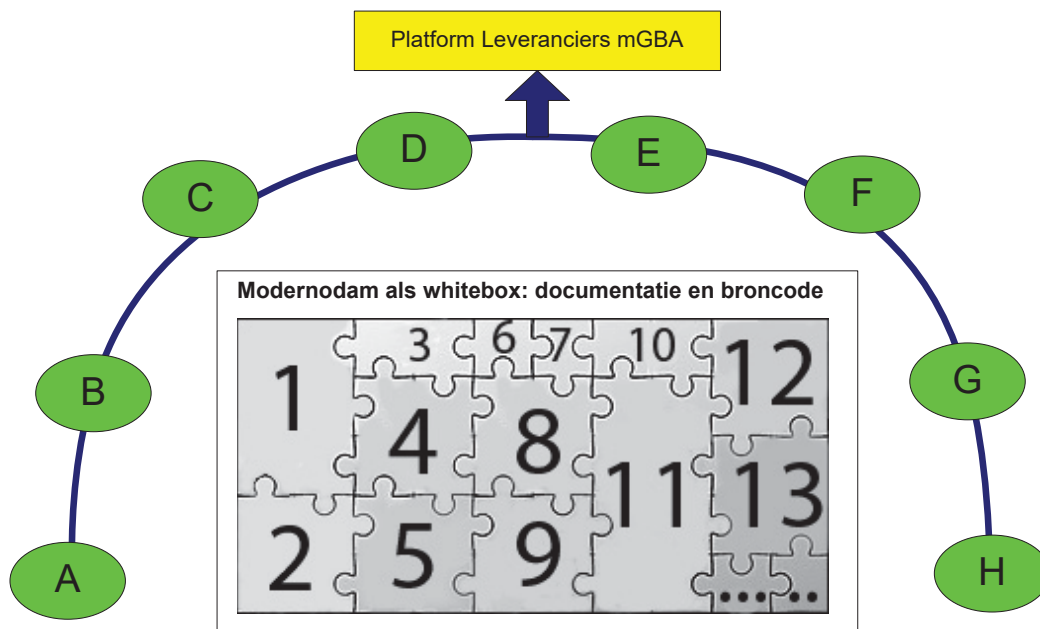 Platform Leveranciers mGBA
D
E
C
F
B
G
A
H
Modernodam als whitebox: documentatie en broncode
1
3
6
7
10
12
4
8
11
13
2
5
9
... ..